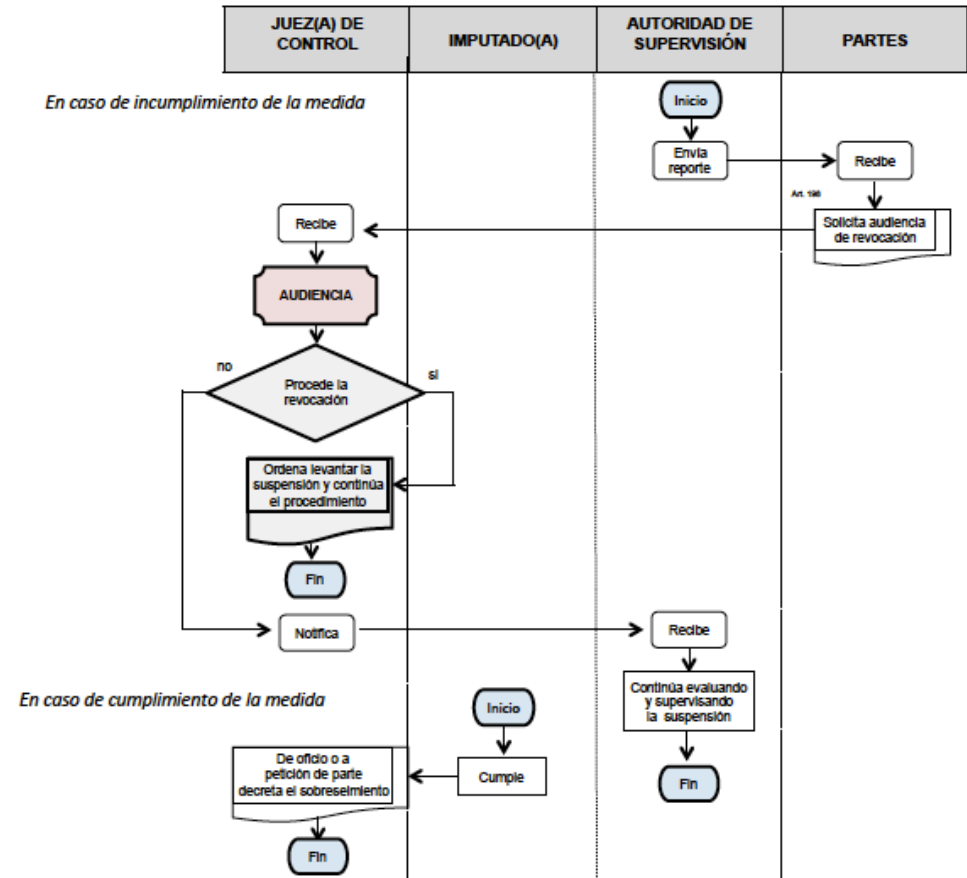 JUEZ(A) DE
CONTROL
IMPUTADO(A)
AUTORIDAD DE
SUPERVISIÓN
PARTES
En caso de incumplimiento de la medida
Inicio
Envía
reporte
Recibe
Art. 198
Solicita audiencia
de revocación
Recibe
AUDIENCIA
no
si
Procede la
revocación
Ordena levantar la
suspensión y continúa
el procedimiento
Fin
Notifica
Recibe
Continúa evaluando
y supervisando
la suspensión
Fin
En caso de cumplimiento de la medida
Inicio
Cumple
De oficio o a
petición de parte
decreta el sobreseimiento
Fin